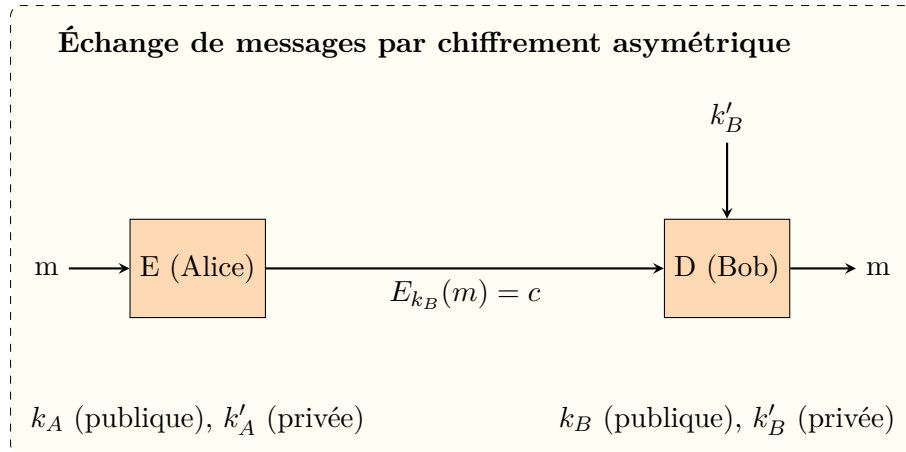 Échange de messages par chiffrement asymétrique
k'_B
m E (Alice) D (Bob) m
E_{k_B}(m) = c
k_A (publique), k'_A (privée) k_B (publique), k'_B (privée)